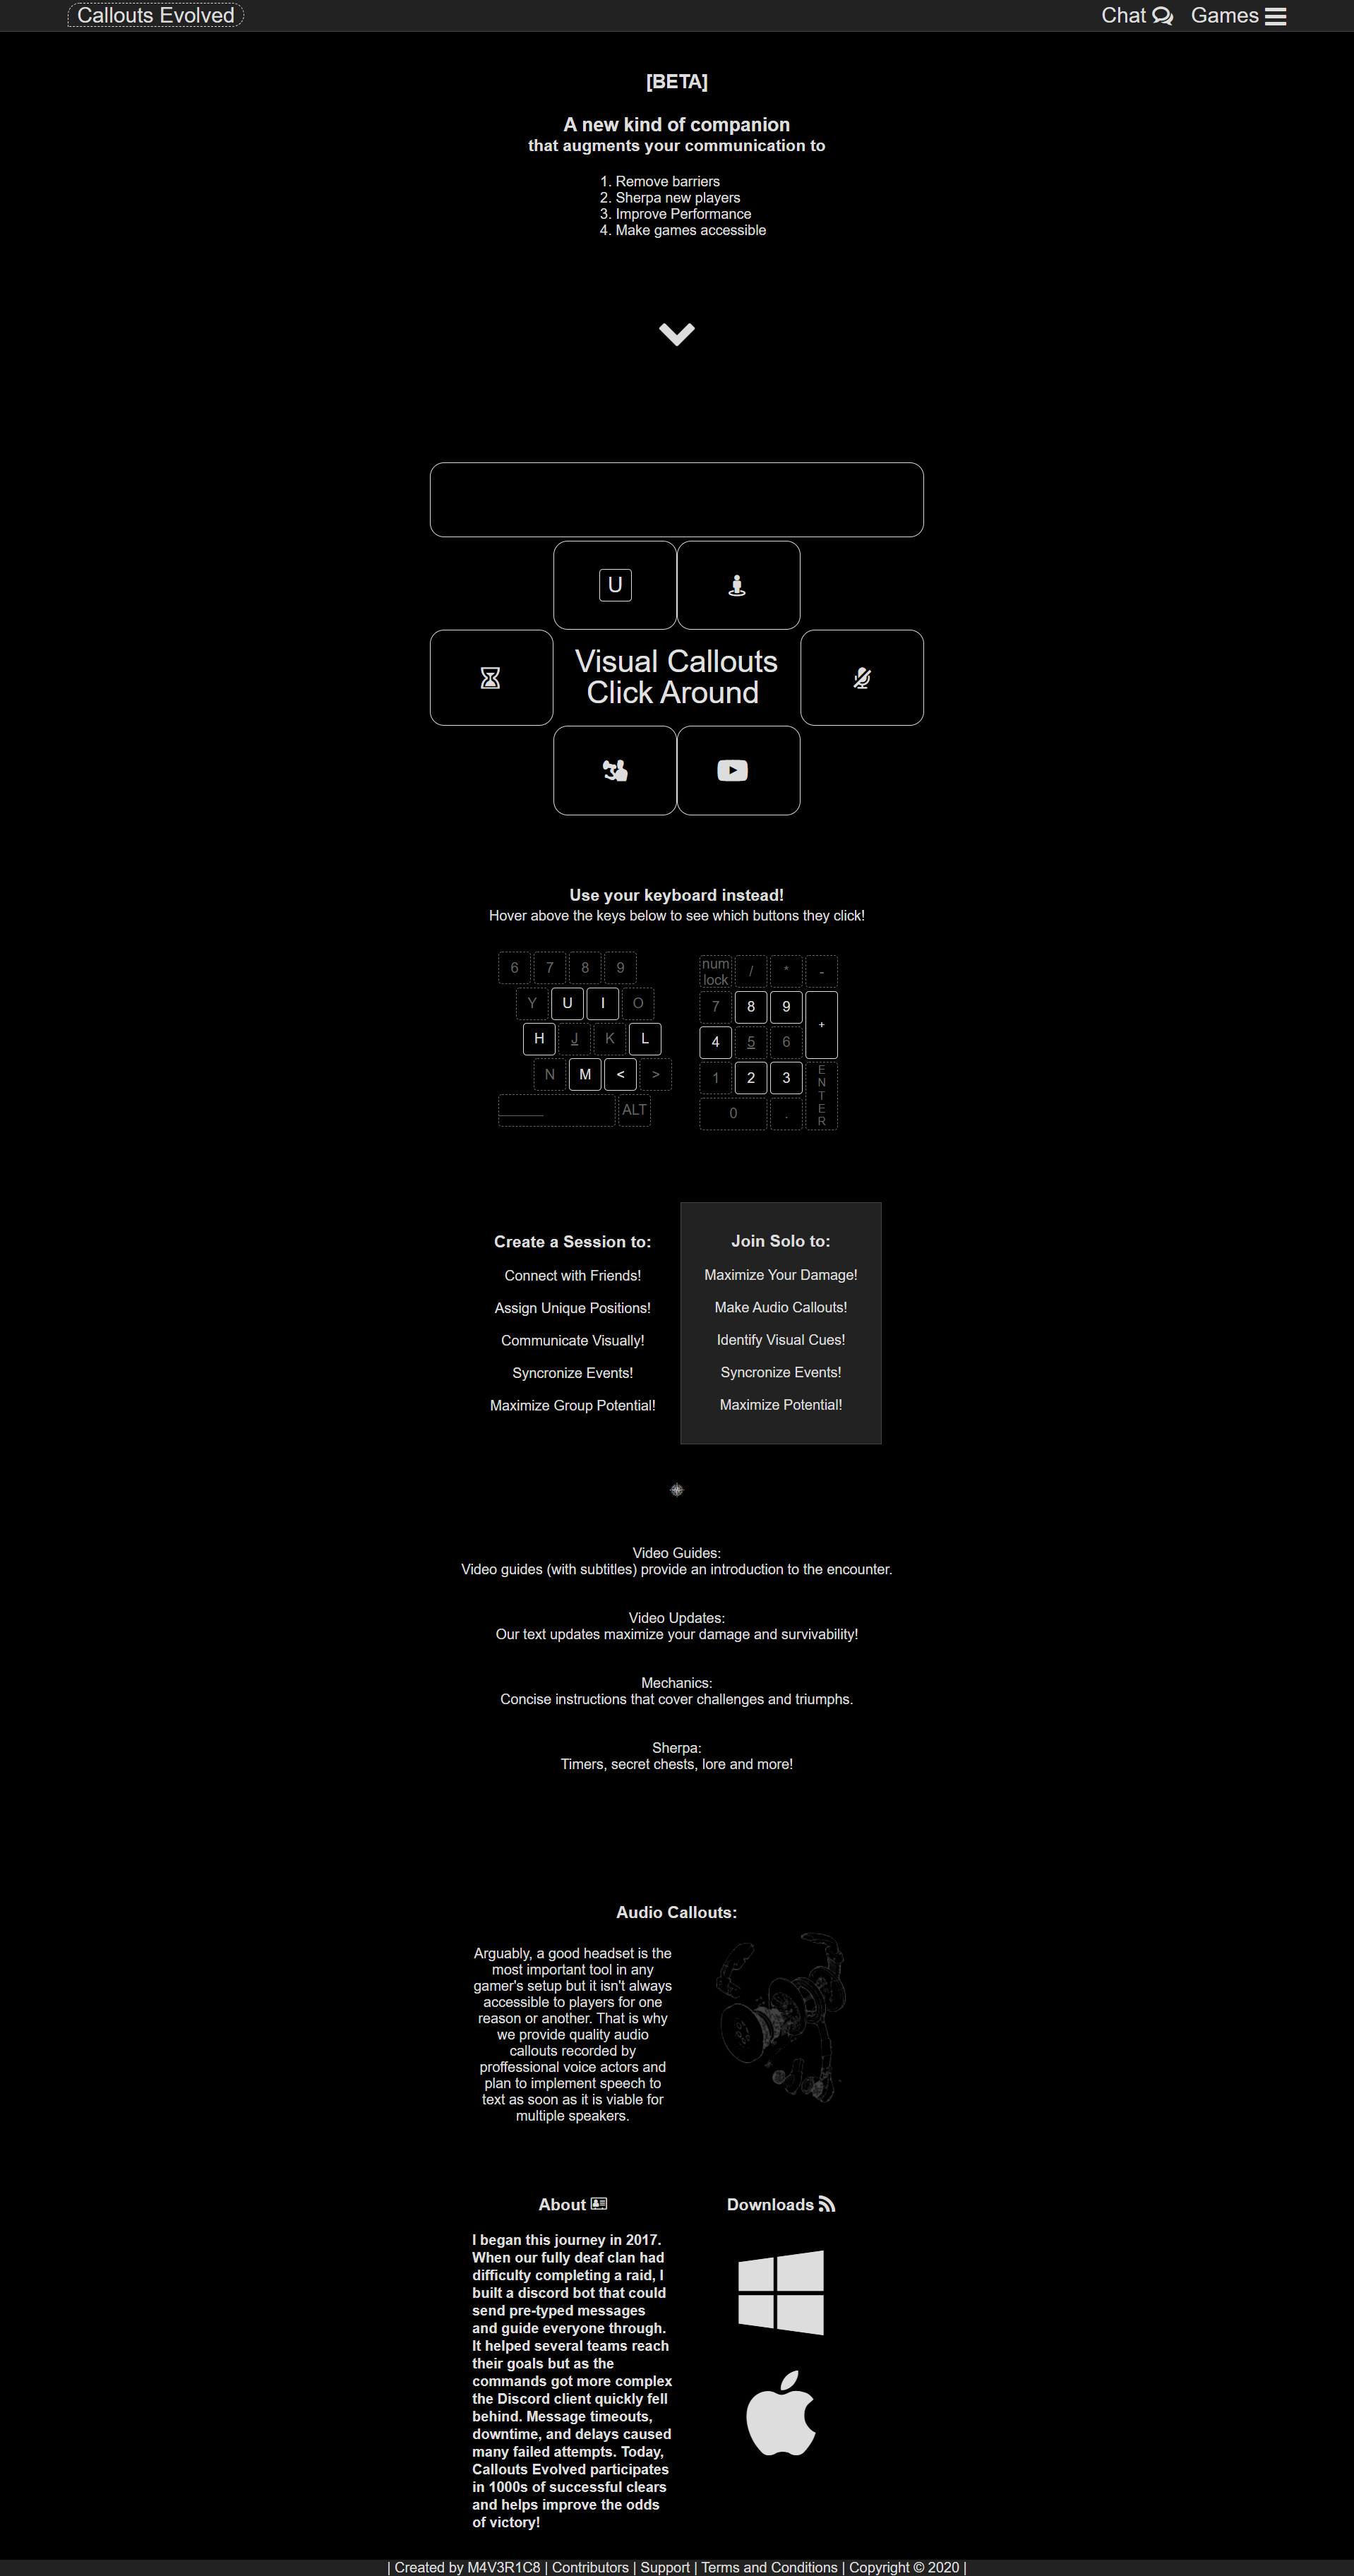 Callouts Evolved
Chat
Games
[BETA]
A new kind of companion
that augments your communication to
1. Remove barriers
2. Sherpa new players
3. Improve Performance
4. Make games accessible
U
Visual Callouts
Click Around
Use your keyboard instead!
Hover above the keys below to see which buttons they click!
6 7 8 9
Y U I O
H J K L
N M < >
ALT
num
lock
/ * -
7 8 9 +
4 5 6
1 2 3
0 .
E
N
T
E
R
Create a Session to:
Connect with Friends!
Assign Unique Positions!
Communicate Visually!
Syncronize Events!
Maximize Group Potential!
Join Solo to:
Maximize Your Damage!
Make Audio Callouts!
Identify Visual Cues!
Syncronize Events!
Maximize Potential!
Video Guides:
Video guides (with subtitles) provide an introduction to the encounter.
Video Updates:
Our text updates maximize your damage and survivability!
Mechanics:
Concise instructions that cover challenges and triumphs.
Sherpa:
Timers, secret chests, lore and more!
Audio Callouts:
Arguably, a good headset is the
most important tool in any
gamer's setup but it isn't always
accessible to players for one
reason or another. That is why
we provide quality audio
callouts recorded by
proffessional voice actors and
plan to implement speech to
text as soon as it is viable for
multiple speakers.
About
I began this journey in 2017.
When our fully deaf clan had
difficulty completing a raid, I
built a discord bot that could
send pre-typed messages
and guide everyone through.
It helped several teams reach
their goals but as the
commands got more complex
the Discord client quickly fell
behind. Message timeouts,
downtime, and delays caused
many failed attempts. Today,
Callouts Evolved participates
in 1000s of successful clears
and helps improve the odds
of victory!
Downloads
| Created by M4V3R1C8 | Contributors | Support | Terms and Conditions | Copyright © 2020 |